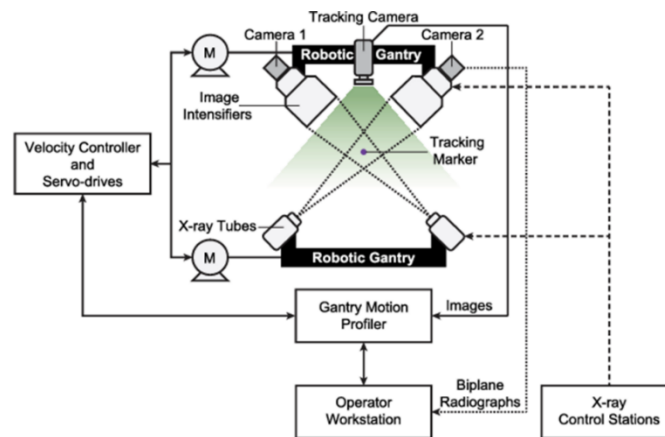 Tracking Camera
Camera 1
Camera 2
M
Robotic Gantry
Image
Intensifiers
Tracking
Marker
Velocity Controller
and
Servo-drives
X-ray Tubes
M
Robotic Gantry
Gantry Motion
Profiler
Images
Operator
Workstation
Biplane
Radiographs
X-ray
Control Stations